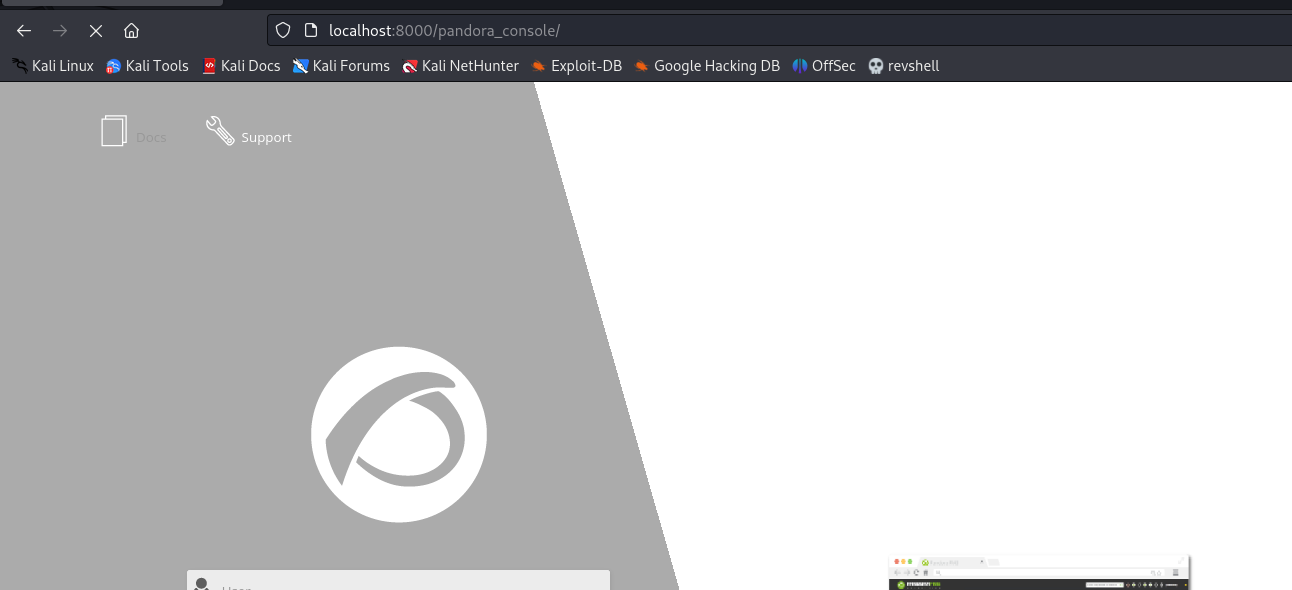 localhost:8000/pandora_console/
Kali Linux Kali Tools Kali Docs Kali Forums Kali NetHunter Exploit-DB Google Hacking DB OffSec revshell
Docs Support